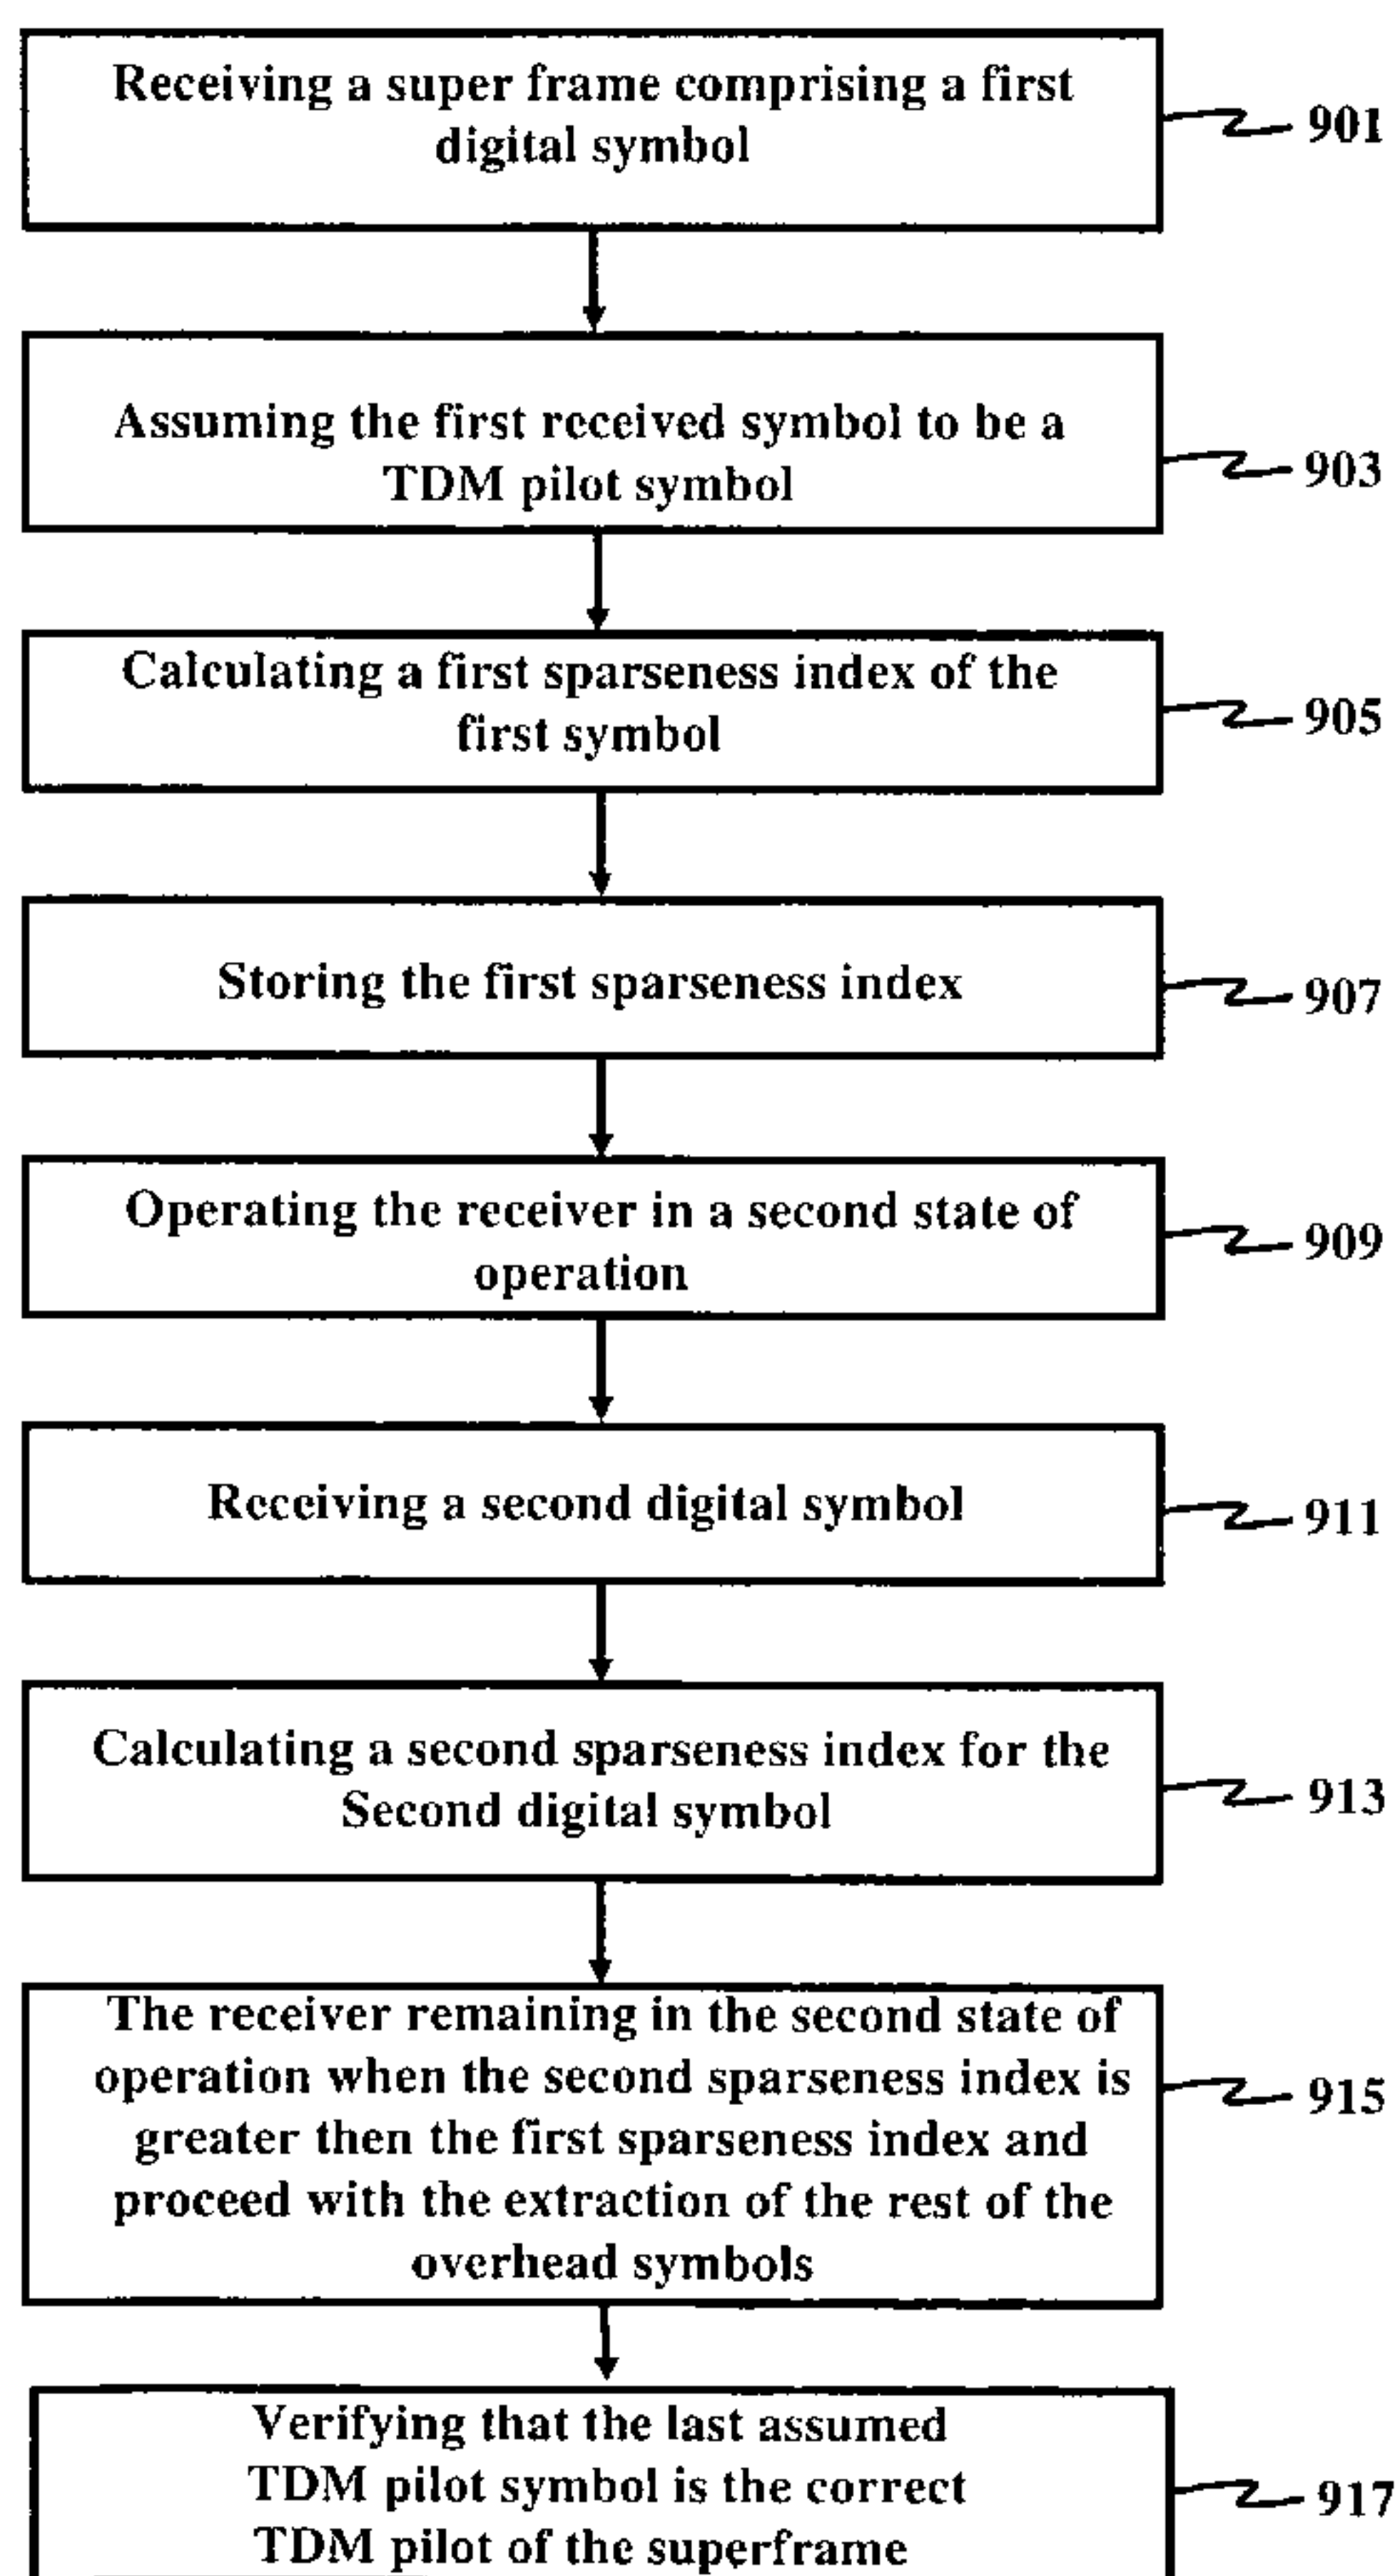 Receiving a super frame comprising a first
digital symbol
901
Assuming the first received symbol to be a
TDM pilot symbol
903
Calculating a first sparseness index of the
first symbol
905
Storing the first sparseness index
907
Operating the receiver in a second state of
operation
909
Receiving a second digital symbol
911
Calculating a second sparseness index for the
Second digital symbol
913
The receiver remaining in the second state of
operation when the second sparseness index is
greater then the first sparseness index and
proceed with the extraction of the rest of the
overhead symbols
915
Verifying that the last assumed
TDM pilot symbol is the correct
TDM pilot of the superframe
917